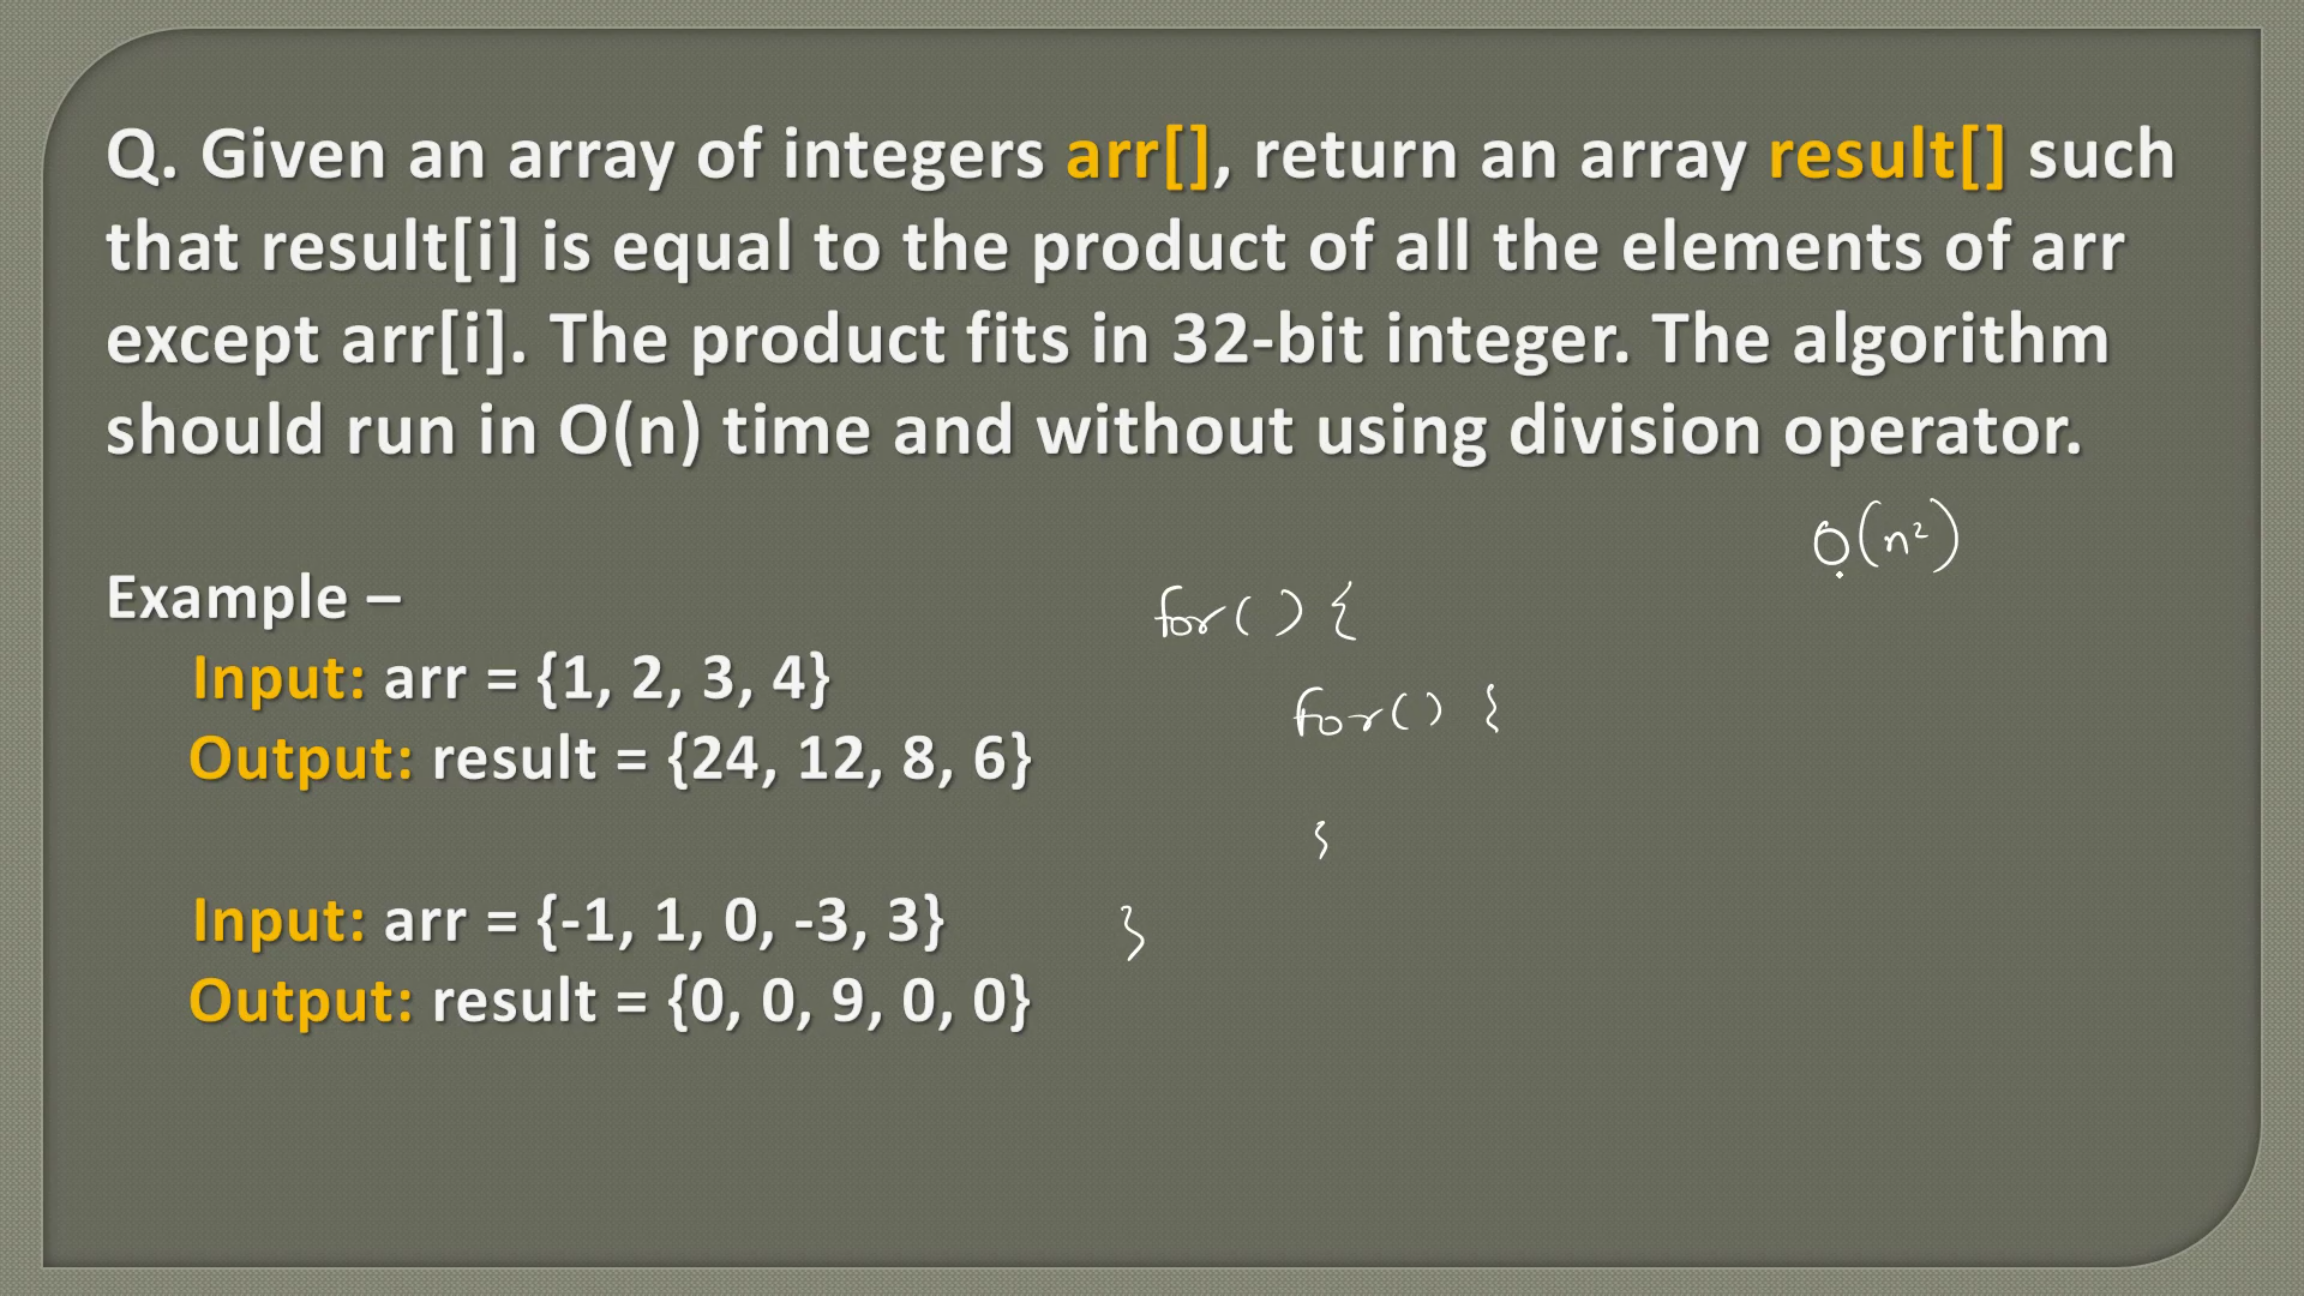 Q. Given an array of integers arr[], return an array result[] such
that result[i] is equal to the product of all the elements of arr
except arr[i]. The product fits in 32-bit integer. The algorithm
should run in O(n) time and without using division operator.
O(n²)
Example –
for() {
Input: arr = {1, 2, 3, 4}
for() {
Output: result = {24, 12, 8, 6}
}
Input: arr = {-1, 1, 0, -3, 3}
}
Output: result = {0, 0, 9, 0, 0}